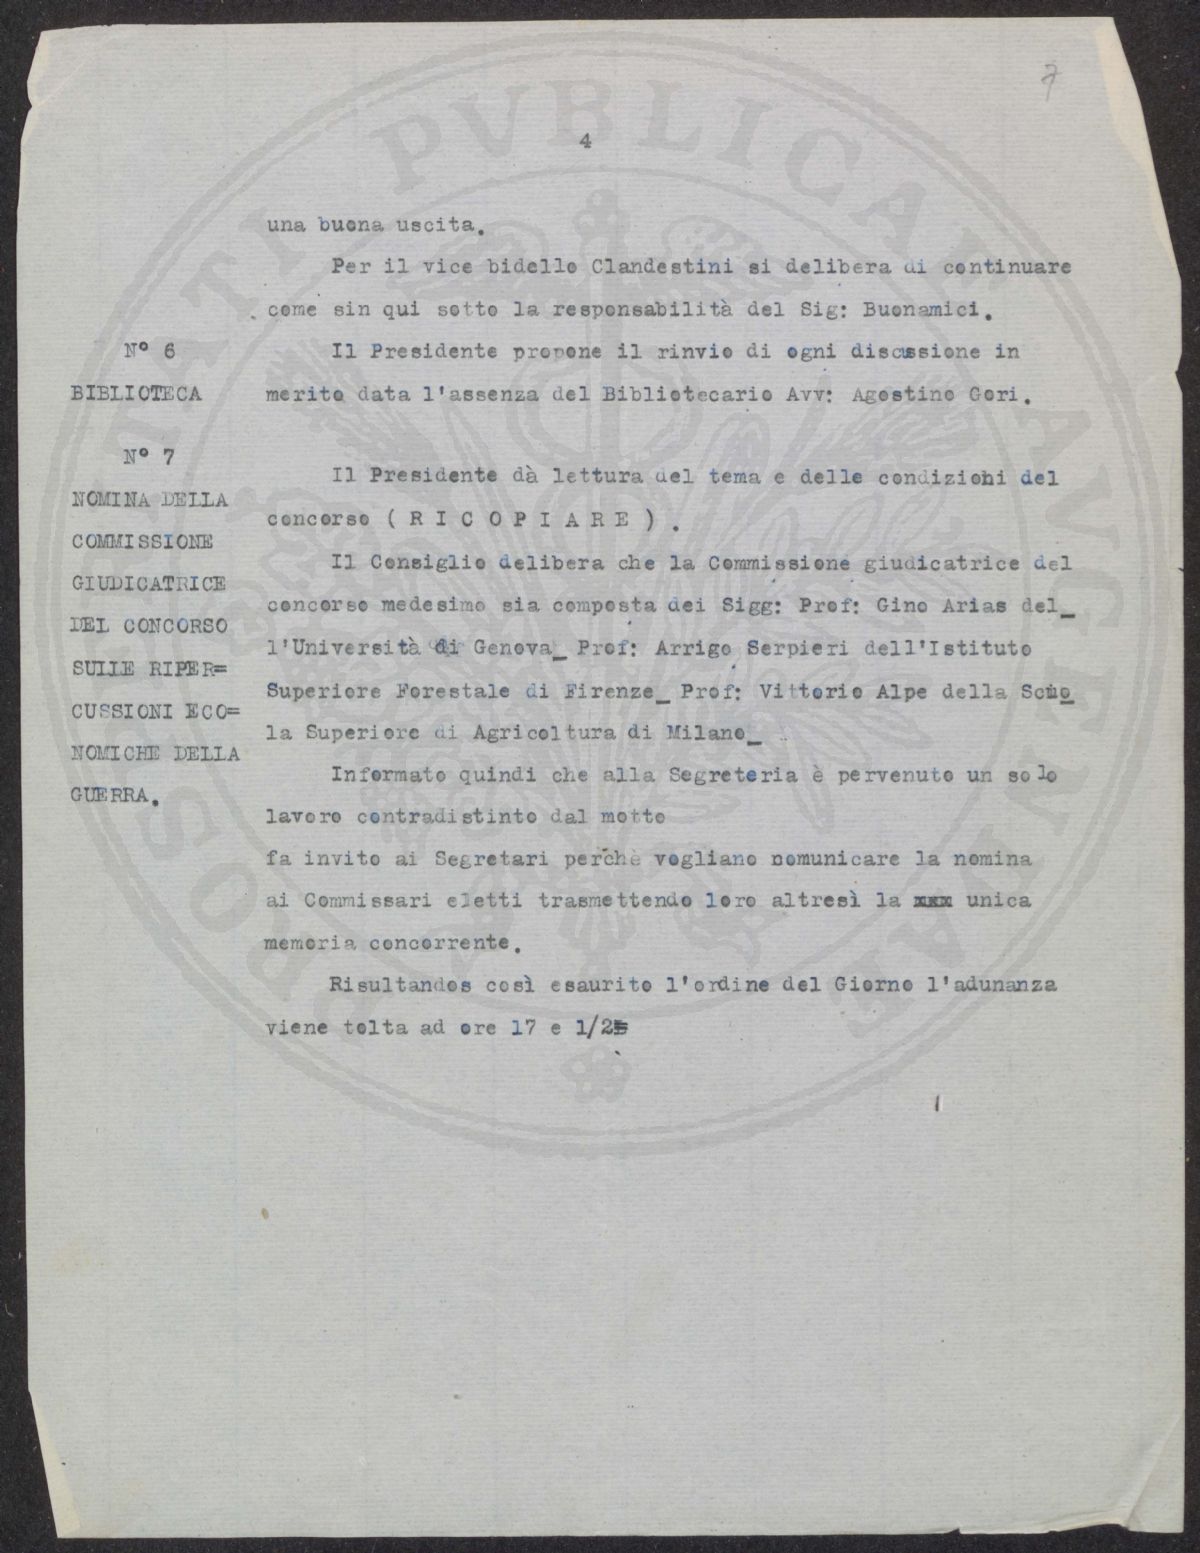 7
4
una buona uscita.
Per il vice bidello Clandestini si delibera di continuare
come sin qui sotto la responsabilità del Sig: Buonamici.
N° 6
BIBLIOTECA
Il Presidente propone il rinvio di ogni discussione in
merito data l'assenza del Bibliotecario Avv: Agostino Gori.
N° 7
NOMINA DELLA
COMMISSIONE
GIUDICATRICE
DEL CONCORSO
SULLE RIPER=
CUSSIONI ECO=
NOMICHE DELLA
GUERRA.
Il Presidente dà lettura del tema e delle condizioni del
concorso ( R I C O P I A R E ) .
Il Consiglio delibera che la Commissione giudicatrice del
concorso medesimo sia composta dei Sigg: Prof: Gino Arias del_
l'Università di Genova_ Prof: Arrigo Serpieri dell'Istituto
Superiore Forestale di Firenze_ Prof: Vittorio Alpe della Scuo_
la Superiore di Agricoltura di Milano_
Informato quindi che alla Segreteria è pervenuto un solo
lavoro contradistinto dal motto
fa invito ai Segretari perchè vogliano nomunicare la nomina
ai Commissari eletti trasmettendo loro altresì la xxx unica
memoria concorrente.
Risultandos così esaurito l'ordine del Giorno l'adunanza
viene tolta ad ore 17 e 1/2
PROSPERITATI PVBLICAE AVGENDAE